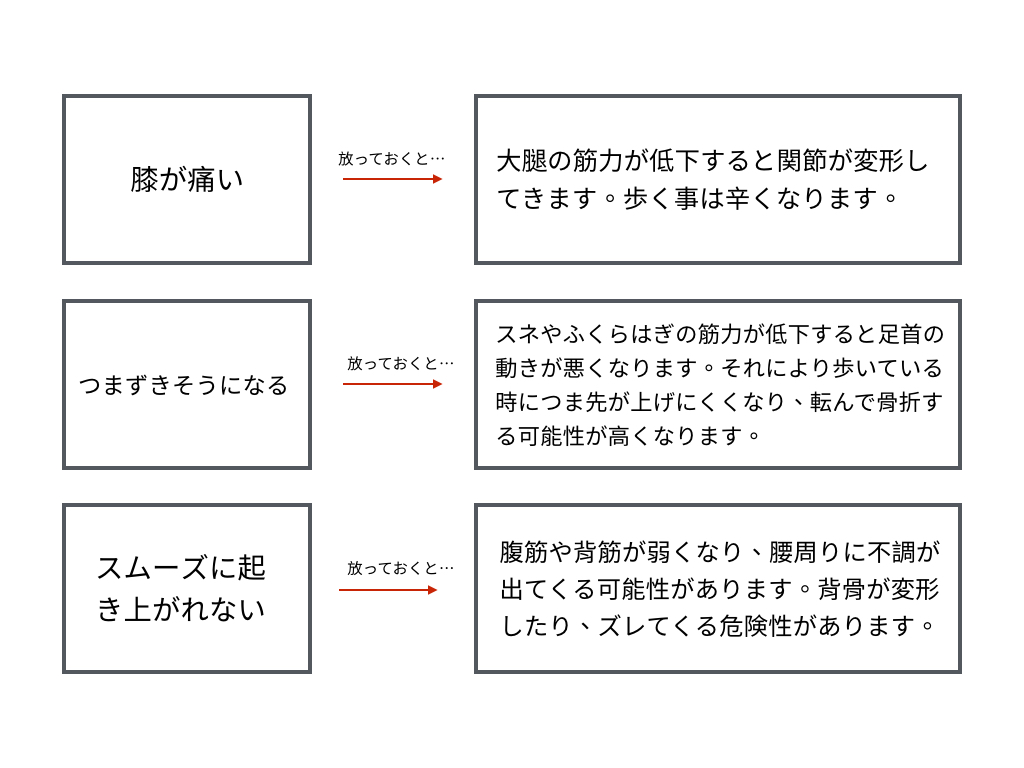 膝が痛い
放っておくと…
大腿の筋力が低下すると関節が変形し
てきます。歩く事は辛くなります。
つまずきそうになる
放っておくと…
スネやふくらはぎの筋力が低下すると足首の
動きが悪くなります。それにより歩いている
時につま先が上げにくくなり、転んで骨折す
る可能性が高くなります。
スムーズに起
き上がれない
放っておくと…
腹筋や背筋が弱くなり、腰周りに不調が
出てくる可能性があります。背骨が変形
したり、ズレてくる危険性があります。